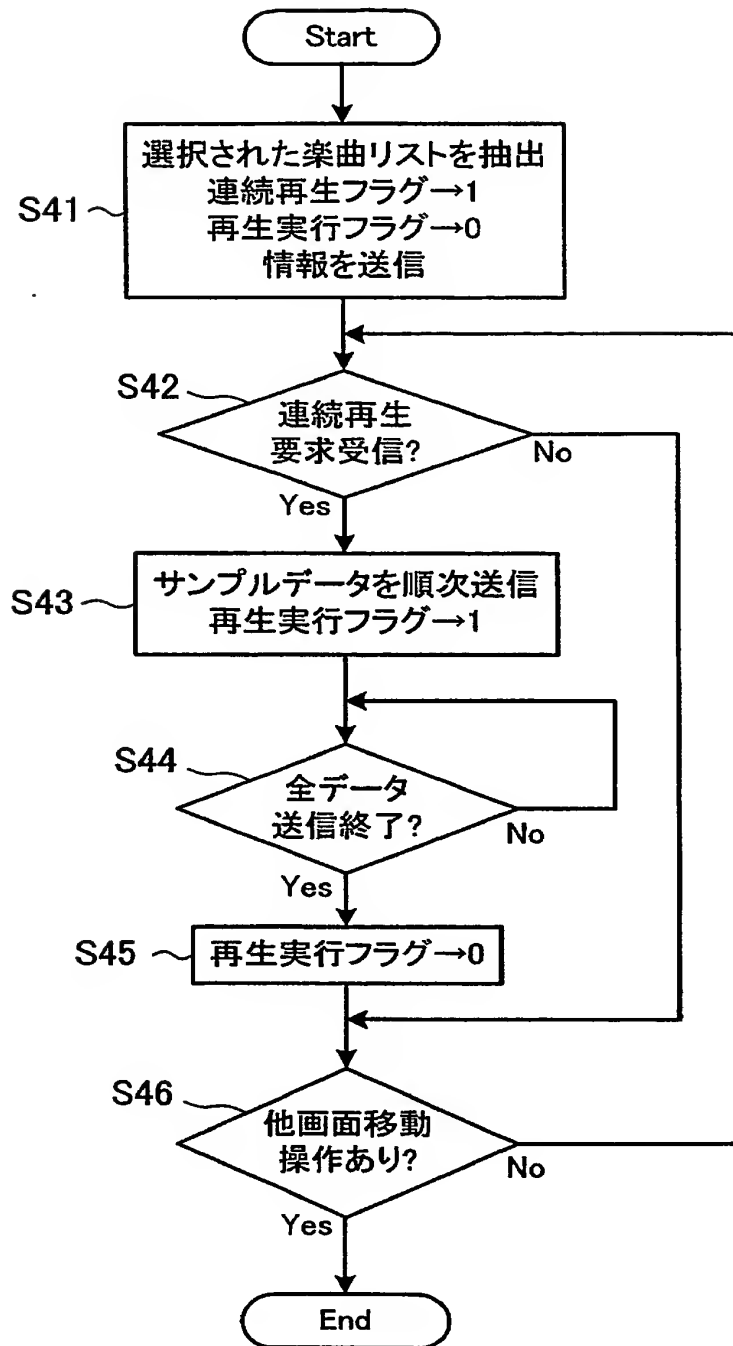 Start
S41
選択された楽曲リストを抽出
連続再生フラグ→1
再生実行フラグ→0
情報を送信
S42
連続再生
要求受信?
No
Yes
S43
サンプルデータを順次送信
再生実行フラグ→1
S44
全データ
送信終了?
No
Yes
S45
再生実行フラグ→0
S46
他画面移動
操作あり?
No
Yes
End